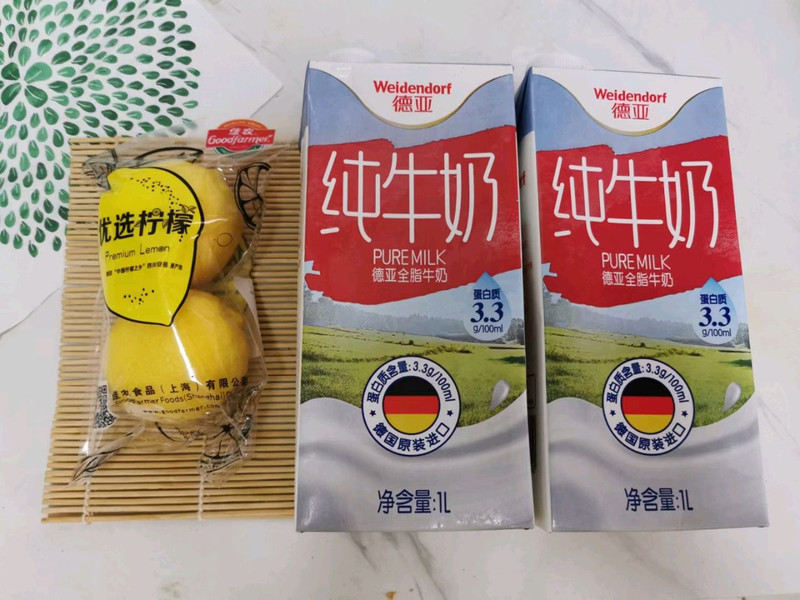 佳农
Goodfarmer
优选柠檬
Premium Lemon
食品(上海)有限公
www.goodfarmer.com
Weidendorf
德亚
纯牛奶
PURE MILK
德亚全脂牛奶
蛋白质
3.3
g/100ml
蛋白质含量:3.3g/100ml
德国原装进口
净含量:1L
Weidendorf
德亚
纯牛奶
PURE MILK
德亚全脂牛奶
蛋白质
3.3
g/100ml
蛋白质含量:3.3g/100ml
德国原装进口
净含量:1L